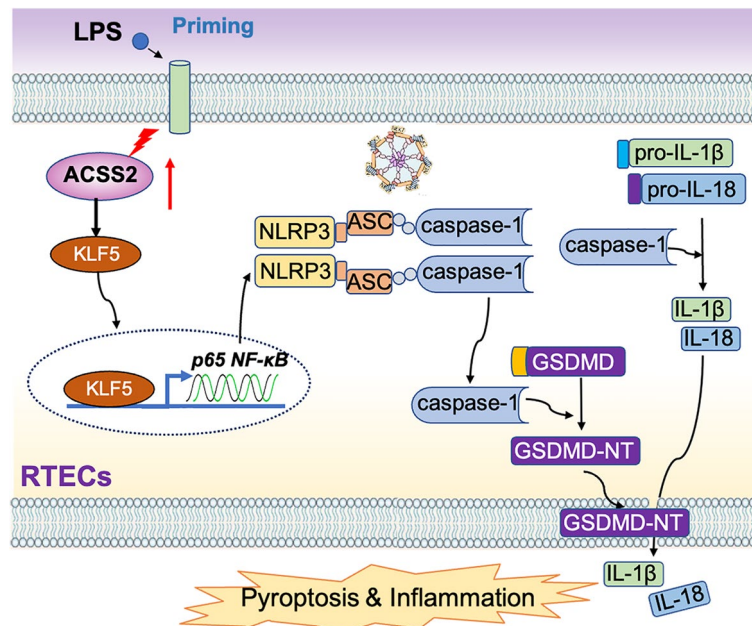 LPS
Priming
ACSS2
KLF5
KLF5
p65 NF-κB
NLRP3
ASC
caspase-1
NLRP3
ASC
caspase-1
pro-IL-1β
pro-IL-18
caspase-1
IL-1β
IL-18
GSDMD
caspase-1
GSDMD-NT
RTECs
GSDMD-NT
IL-1β
IL-18
Pyroptosis & Inflammation